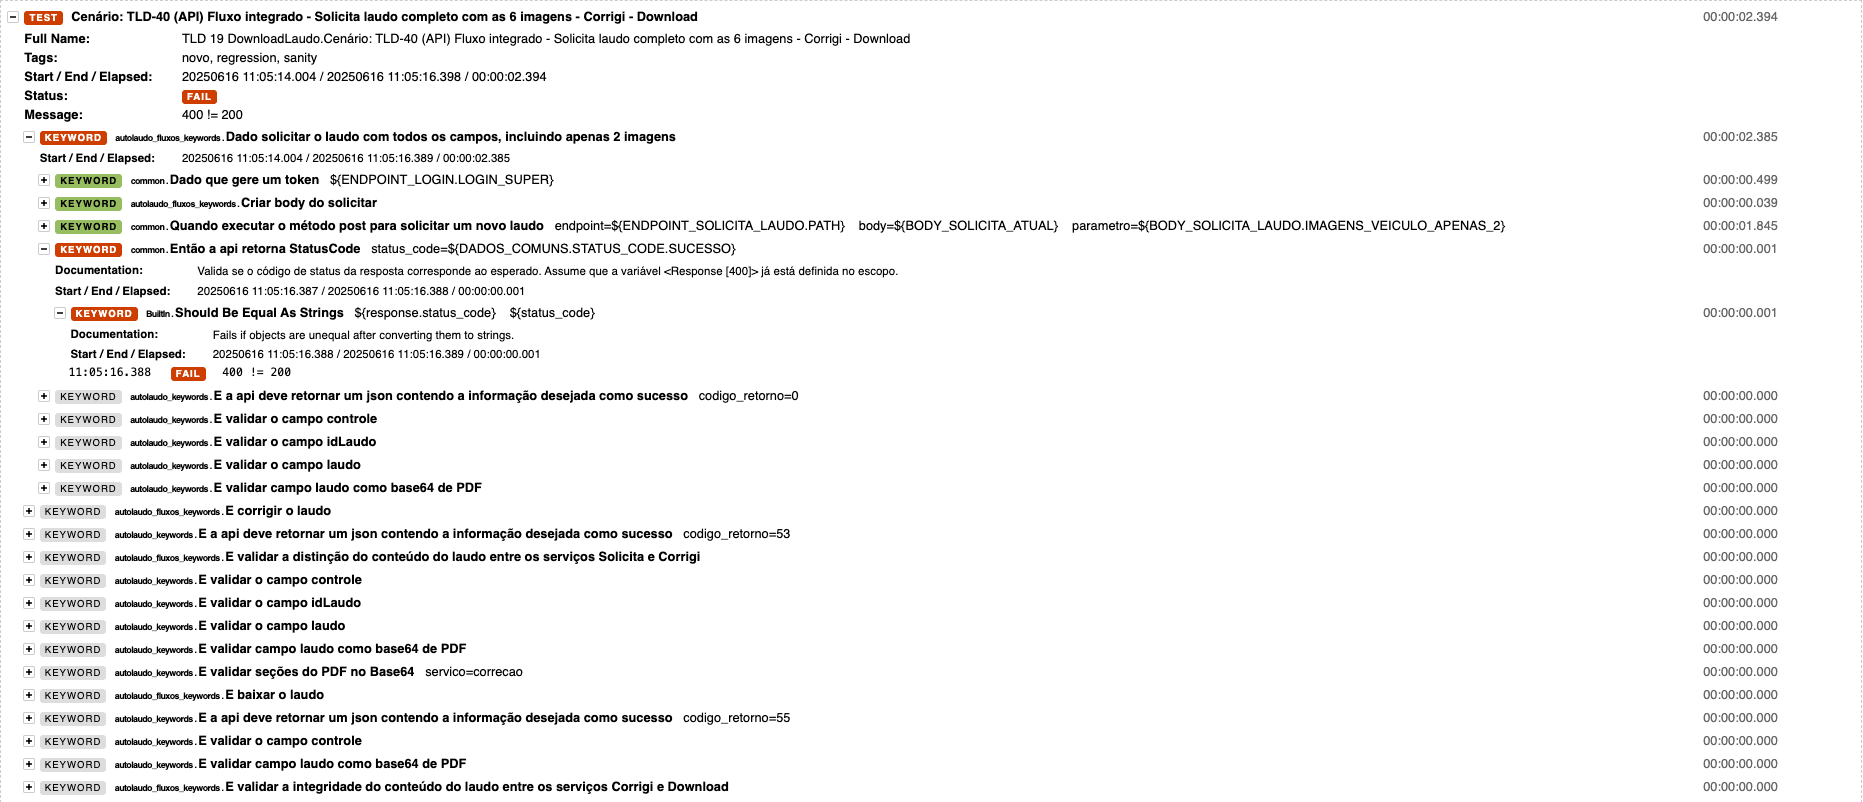 TEST Cenário: TLD-40 (API) Fluxo integrado - Solicita laudo completo com as 6 imagens - Corrigi - Download 00:00:02.394
Full Name: TLD 19 DownloadLaudo.Cenário: TLD-40 (API) Fluxo integrado - Solicita laudo completo com as 6 imagens - Corrigi - Download
Tags: novo, regression, sanity
Start / End / Elapsed: 20250616 11:05:14.004 / 20250616 11:05:16.398 / 00:00:02.394
Status: FAIL
Message: 400 != 200
KEYWORD autolaudo_fluxos_keywords.Dado solicitar o laudo com todos os campos, incluindo apenas 2 imagens 00:00:02.385
Start / End / Elapsed: 20250616 11:05:14.004 / 20250616 11:05:16.389 / 00:00:02.385
KEYWORD common.Dado que gere um token ${ENDPOINT_LOGIN.LOGIN_SUPER} 00:00:00.499
KEYWORD autolaudo_fluxos_keywords.Criar body do solicitar 00:00:00.039
KEYWORD common.Quando executar o método post para solicitar um novo laudo endpoint=${ENDPOINT_SOLICITA_LAUDO.PATH} body=${BODY_SOLICITA_ATUAL} parametro=${BODY_SOLICITA_LAUDO.IMAGENS_VEICULO_APENAS_2} 00:00:01.845
KEYWORD common.Então a api retorna StatusCode status_code=${DADOS_COMUNS.STATUS_CODE.SUCESSO} 00:00:00.001
Documentation: Valida se o código de status da resposta corresponde ao esperado. Assume que a variável <Response [400]> já está definida no escopo.
Start / End / Elapsed: 20250616 11:05:16.387 / 20250616 11:05:16.388 / 00:00:00.001
KEYWORD BuiltIn.Should Be Equal As Strings ${response.status_code} ${status_code} 00:00:00.001
Documentation: Fails if objects are unequal after converting them to strings.
Start / End / Elapsed: 20250616 11:05:16.388 / 20250616 11:05:16.389 / 00:00:00.001
11:05:16.388 FAIL 400 != 200
KEYWORD autolaudo_keywords.E a api deve retornar um json contendo a informação desejada como sucesso codigo_retorno=0 00:00:00.000
KEYWORD autolaudo_keywords.E validar o campo controle 00:00:00.000
KEYWORD autolaudo_keywords.E validar o campo idLaudo 00:00:00.000
KEYWORD autolaudo_keywords.E validar o campo laudo 00:00:00.000
KEYWORD autolaudo_keywords.E validar campo laudo como base64 de PDF 00:00:00.000
KEYWORD autolaudo_fluxos_keywords.E corrigir o laudo 00:00:00.000
KEYWORD autolaudo_keywords.E a api deve retornar um json contendo a informação desejada como sucesso codigo_retorno=53 00:00:00.000
KEYWORD autolaudo_fluxos_keywords.E validar a distinção do conteúdo do laudo entre os serviços Solicita e Corrigi 00:00:00.000
KEYWORD autolaudo_keywords.E validar o campo controle 00:00:00.000
KEYWORD autolaudo_keywords.E validar o campo idLaudo 00:00:00.000
KEYWORD autolaudo_keywords.E validar o campo laudo 00:00:00.000
KEYWORD autolaudo_keywords.E validar campo laudo como base64 de PDF 00:00:00.000
KEYWORD autolaudo_keywords.E validar seções do PDF no Base64 servico=correcao 00:00:00.000
KEYWORD autolaudo_fluxos_keywords.E baixar o laudo 00:00:00.000
KEYWORD autolaudo_keywords.E a api deve retornar um json contendo a informação desejada como sucesso codigo_retorno=55 00:00:00.000
KEYWORD autolaudo_keywords.E validar o campo controle 00:00:00.000
KEYWORD autolaudo_keywords.E validar campo laudo como base64 de PDF 00:00:00.000
KEYWORD autolaudo_fluxos_keywords.E validar a integridade do conteúdo do laudo entre os serviços Corrigi e Download 00:00:00.000